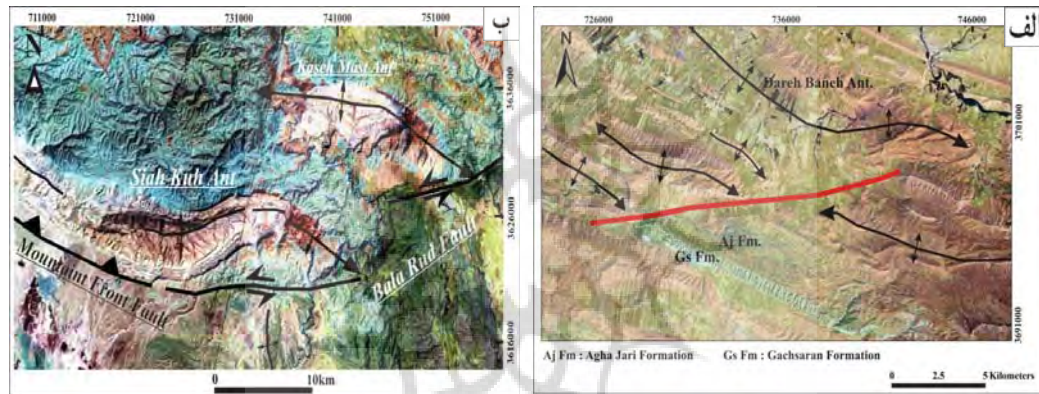 711000 721000 731000 741000 751000
ب
N
Kaseh Mast Ant
3636000
Siah Kuh Ant
3626000
Mountaint Ffront Fault
Bala Rud Fault
3616000
0 10km
726000 736000 746000
الف
N
Dareh Banch Ant.
3701000
Aj Fm.
Gs Fm.
3691000
Aj Fm : Agha Jari Formation Gs Fm : Gachsaran Formation
0 2.5 5 Kilometers